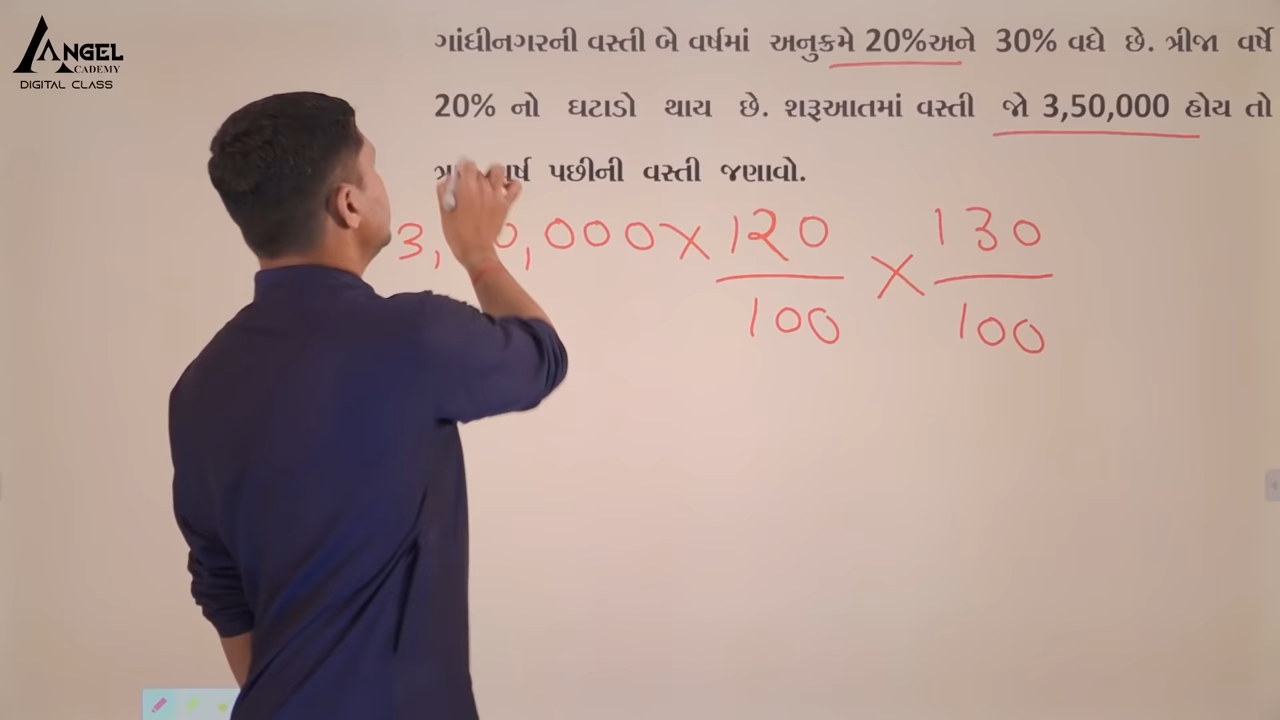 ANGEL
ACADEMY
DIGITAL CLASS
ગાંધીનગરની વસ્તી બે વર્ષમાં અનુક્રમે 20%અને 30% વધે છે. ત્રીજા વર્ષે
20% નો ઘટાડો થાય છે. શરૂઆતમાં વસ્તી જો 3,50,000 હોય તો
પછીની વસ્તી જણાવો.
× 120/100 × 130/100